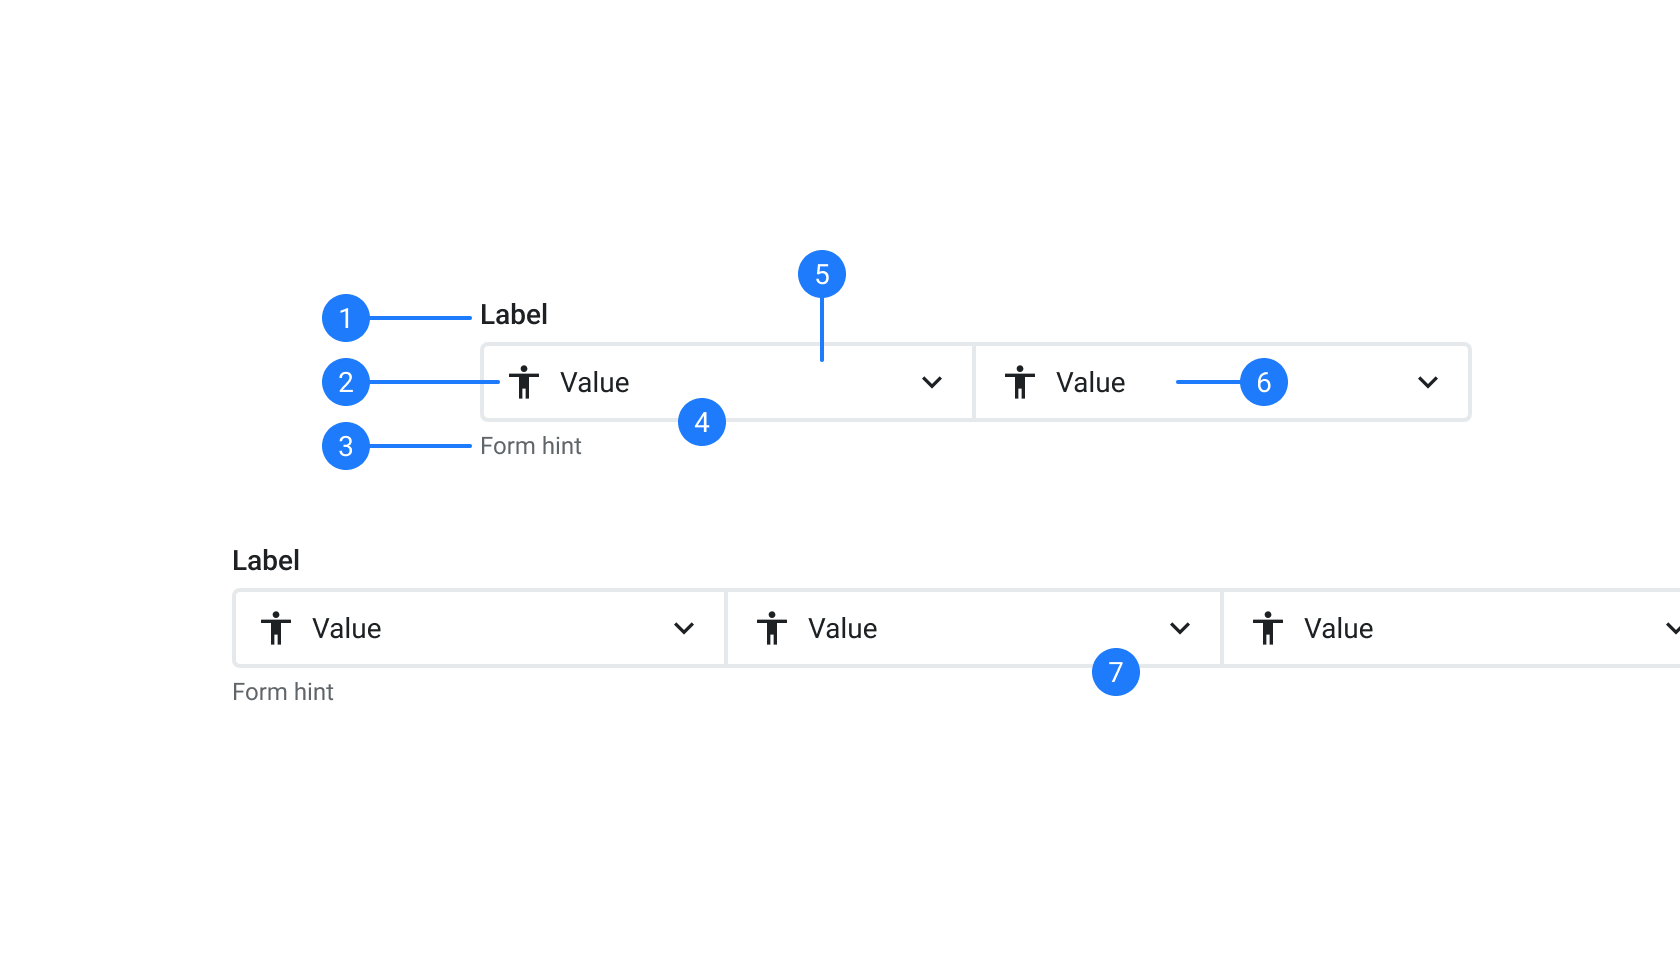 5
1 Label
2 Value Value 6
4
3 Form hint
Label
Value Value Value
7
Form hint